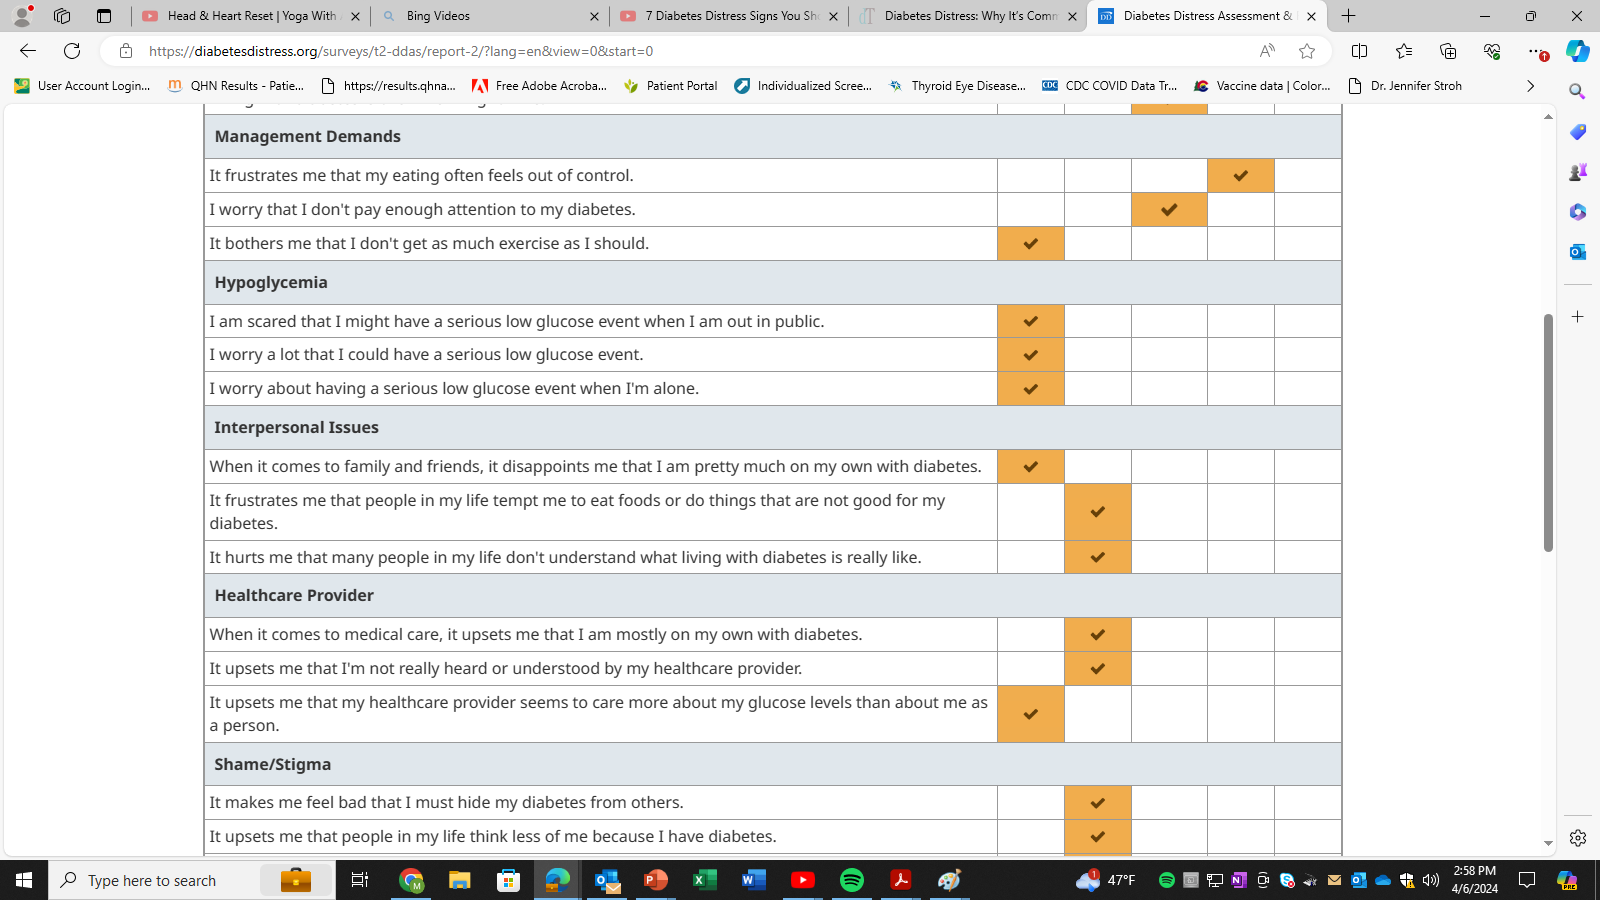 Head & Heart Reset | Yoga With
Bing Videos
7 Diabetes Distress Signs You Sh
Diabetes Distress: Why It's Comm
Diabetes Distress Assessment &
https://diabetesdistress.org/surveys/t2-ddas/report-2/?lang=en&view=0&start=0
User Account Login...
QHN Results - Patie...
https://results.qhna...
Free Adobe Acroba...
Patient Portal
Individualized Scree...
Thyroid Eye Disease...
CDC COVID Data Tr...
Vaccine data | Color...
Dr. Jennifer Stroh
Management Demands
It frustrates me that my eating often feels out of control.
I worry that I don't pay enough attention to my diabetes.
It bothers me that I don't get as much exercise as I should.
Hypoglycemia
I am scared that I might have a serious low glucose event when I am out in public.
I worry a lot that I could have a serious low glucose event.
I worry about having a serious low glucose event when I'm alone.
Interpersonal Issues
When it comes to family and friends, it disappoints me that I am pretty much on my own with diabetes.
It frustrates me that people in my life tempt me to eat foods or do things that are not good for my
diabetes.
It hurts me that many people in my life don't understand what living with diabetes is really like.
Healthcare Provider
When it comes to medical care, it upsets me that I am mostly on my own with diabetes.
It upsets me that I'm not really heard or understood by my healthcare provider.
It upsets me that my healthcare provider seems to care more about my glucose levels than about me as
a person.
Shame/Stigma
It makes me feel bad that I must hide my diabetes from others.
It upsets me that people in my life think less of me because I have diabetes.
Type here to search
47°F
2:58 PM
4/6/2024